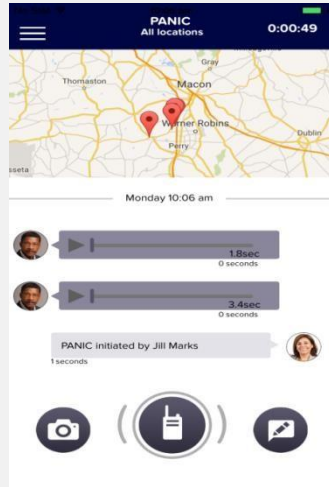 PANIC
All locations
0:00:49
Gray
Thomaston
Macon
Warner Robins
Dublin
Perry
Monday 10:06 am
1.8sec
0 seconds
3.4sec
0 seconds
PANIC initiated by Jill Marks
1 seconds